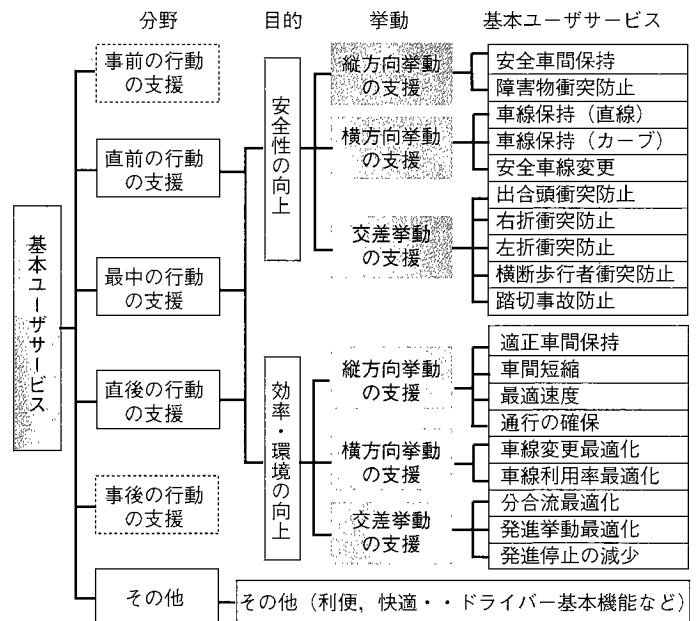 分野
目的
挙動
基本ユーザサービス
基本ユーザサービス
事前の行動
の支援
直前の行動
の支援
最中の行動
の支援
直後の行動
の支援
事後の行動
の支援
その他
安全性の向上
効率・環境の向上
縦方向挙動
の支援
横方向挙動
の支援
交差挙動
の支援
縦方向挙動
の支援
横方向挙動
の支援
交差挙動
の支援
安全車間保持
障害物衝突防止
車線保持（直線）
車線保持（カーブ）
安全車線変更
出合頭衝突防止
右折衝突防止
左折衝突防止
横断歩行者衝突防止
踏切事故防止
適正車間保持
車間短縮
最適速度
通行の確保
車線変更最適化
車線利用率最適化
分合流最適化
発進挙動最適化
発進停止の減少
その他（利便，快適・・ドライバー基本機能など）